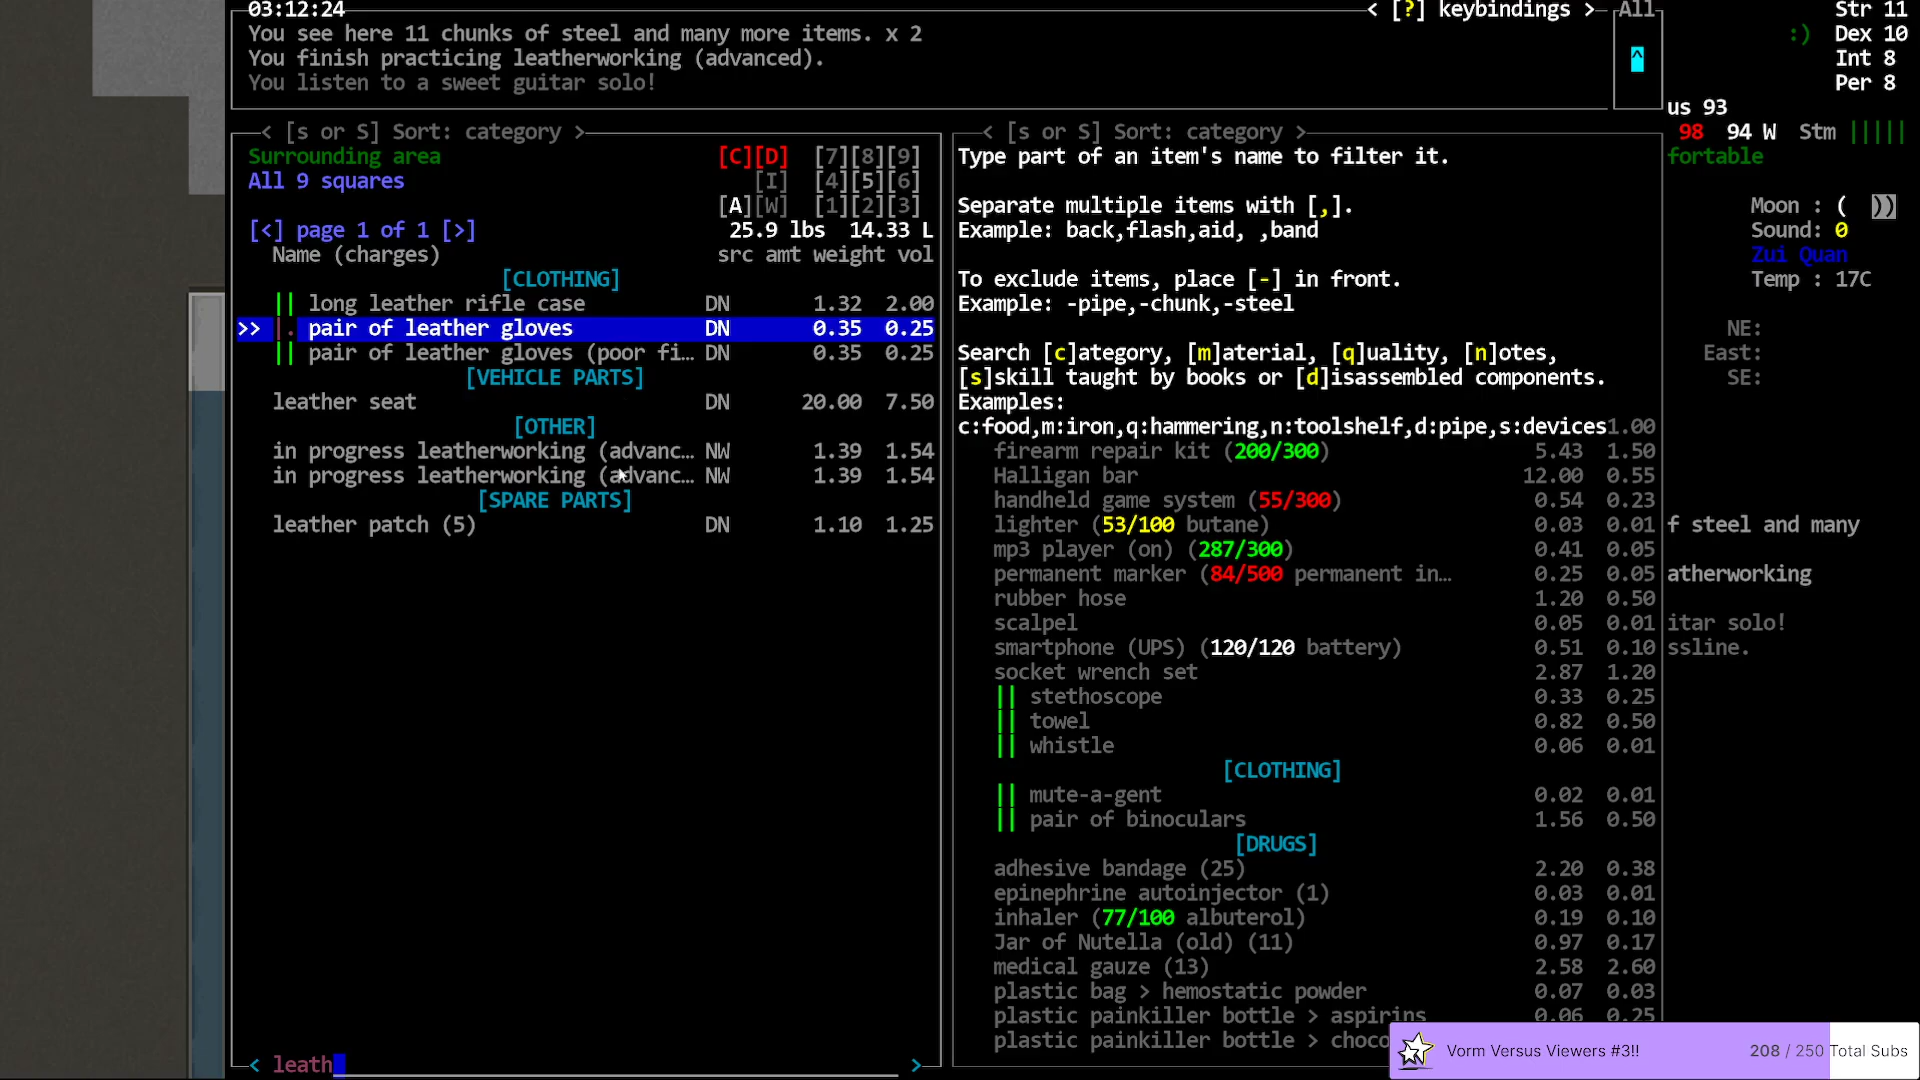 03:12:24
< [?] keybindings >
All
Str 11
You see here 11 chunks of steel and many more items. x 2
:)
Dex 10
You finish practicing leatherworking (advanced).
^
Int 8
You listen to a sweet guitar solo!
Per 8
us 93
< [s or S] Sort: category >
< [s or S] Sort: category >
98 94 W Stm |||||
Surrounding area
[C][D] [7][8][9]
Type part of an item's name to filter it.
fortable
All 9 squares
[I] [4][5][6]
[A][W] [1][2][3]
Separate multiple items with [,].
Moon : ( ))
[<] page 1 of 1 [>]
25.9 lbs 14.33 L
Example: back,flash,aid, ,band
Sound: 0
Name (charges)
src amt weight vol
Zui Quan
[CLOTHING]
To exclude items, place [-] in front.
Temp : 17C
|| long leather rifle case DN 1.32 2.00
Example: -pipe,-chunk,-steel
>> |. pair of leather gloves DN 0.35 0.25
NE:
|| pair of leather gloves (poor fi… DN 0.35 0.25
Search [c]ategory, [m]aterial, [q]uality, [n]otes,
East:
[VEHICLE PARTS]
[s]skill taught by books or [d]isassembled components.
SE:
leather seat DN 20.00 7.50
Examples:
[OTHER]
c:food,m:iron,q:hammering,n:toolshelf,d:pipe,s:devices
1.00
in progress leatherworking (advanc… NW 1.39 1.54
firearm repair kit (200/300) 5.43 1.50
in progress leatherworking (advanc… NW 1.39 1.54
Halligan bar 12.00 0.55
[SPARE PARTS]
handheld game system (55/300) 0.54 0.23
leather patch (5) DN 1.10 1.25
lighter (53/100 butane) 0.03 0.01
f steel and many
mp3 player (on) (287/300) 0.41 0.05
permanent marker (84/500 permanent in… 0.25 0.05
atherworking
rubber hose 1.20 0.50
scalpel 0.05 0.01
itar solo!
smartphone (UPS) (120/120 battery) 0.51 0.10
ssline.
socket wrench set 2.87 1.20
|| stethoscope 0.33 0.25
|| towel 0.82 0.50
|| whistle 0.06 0.01
[CLOTHING]
|| mute-a-gent 0.02 0.01
|| pair of binoculars 1.56 0.50
[DRUGS]
adhesive bandage (25) 2.20 0.38
epinephrine autoinjector (1) 0.03 0.01
inhaler (77/100 albuterol) 0.19 0.10
Jar of Nutella (old) (11) 0.97 0.17
medical gauze (13) 2.58 2.60
plastic bag > hemostatic powder 0.07 0.03
plastic painkiller bottle > aspirins 0.06 0.25
plastic painkiller bottle > choco
Vorm Versus Viewers #3!! 208 / 250 Total Subs
< leath >